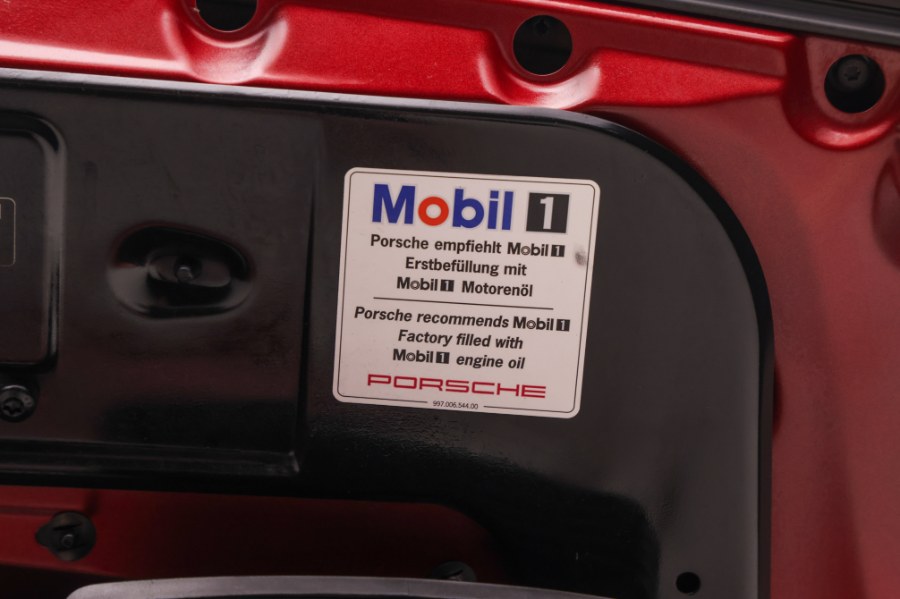 Mobil 1
Porsche empfiehlt Mobil 1
Erstbefüllung mit
Mobil 1 Motorenöl
Porsche recommends Mobil 1
Factory filled with
Mobil 1 engine oil
PORSCHE
997.006.544.00